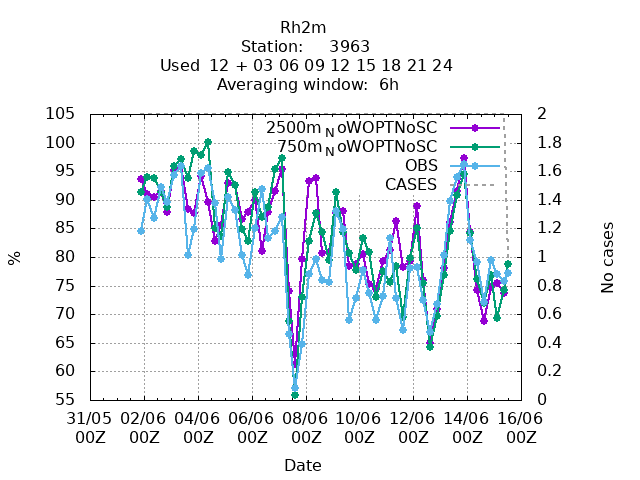 Rh2m
Station: 3963
Used 12 + 03 06 09 12 15 18 21 24
Averaging window: 6h
105 2
2500m_NoWOPTNoSC
100 1.8
750m_NoWOPTNoSC
95 1.6
OBS
90 1.4
CASES
85 1.2
80 1
75 0.8
70 0.6
65 0.4
60 0.2
55 0
%
No cases
31/05 02/06 04/06 06/06 08/06 10/06 12/06 14/06 16/06
00Z 00Z 00Z 00Z 00Z 00Z 00Z 00Z 00Z
Date